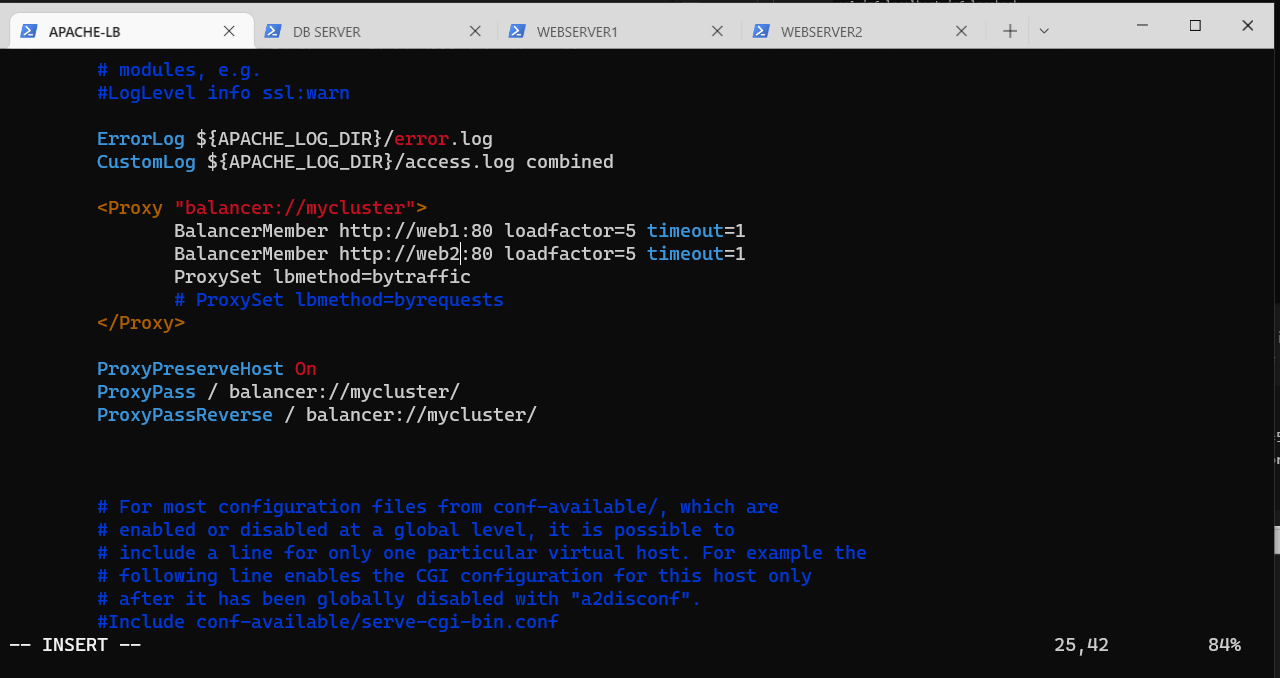 APACHE-LB DB SERVER WEBSERVER1 WEBSERVER2
# modules, e.g.
#LogLevel info ssl:warn
ErrorLog ${APACHE_LOG_DIR}/error.log
CustomLog ${APACHE_LOG_DIR}/access.log combined
<Proxy "balancer://mycluster">
BalancerMember http://web1:80 loadfactor=5 timeout=1
BalancerMember http://web2:80 loadfactor=5 timeout=1
ProxySet lbmethod=bytraffic
# ProxySet lbmethod=byrequests
</Proxy>
ProxyPreserveHost On
ProxyPass / balancer://mycluster/
ProxyPassReverse / balancer://mycluster/
# For most configuration files from conf-available/, which are
# enabled or disabled at a global level, it is possible to
# include a line for only one particular virtual host. For example the
# following line enables the CGI configuration for this host only
# after it has been globally disabled with "a2disconf".
#Include conf-available/serve-cgi-bin.conf
-- INSERT -- 25,42 84%